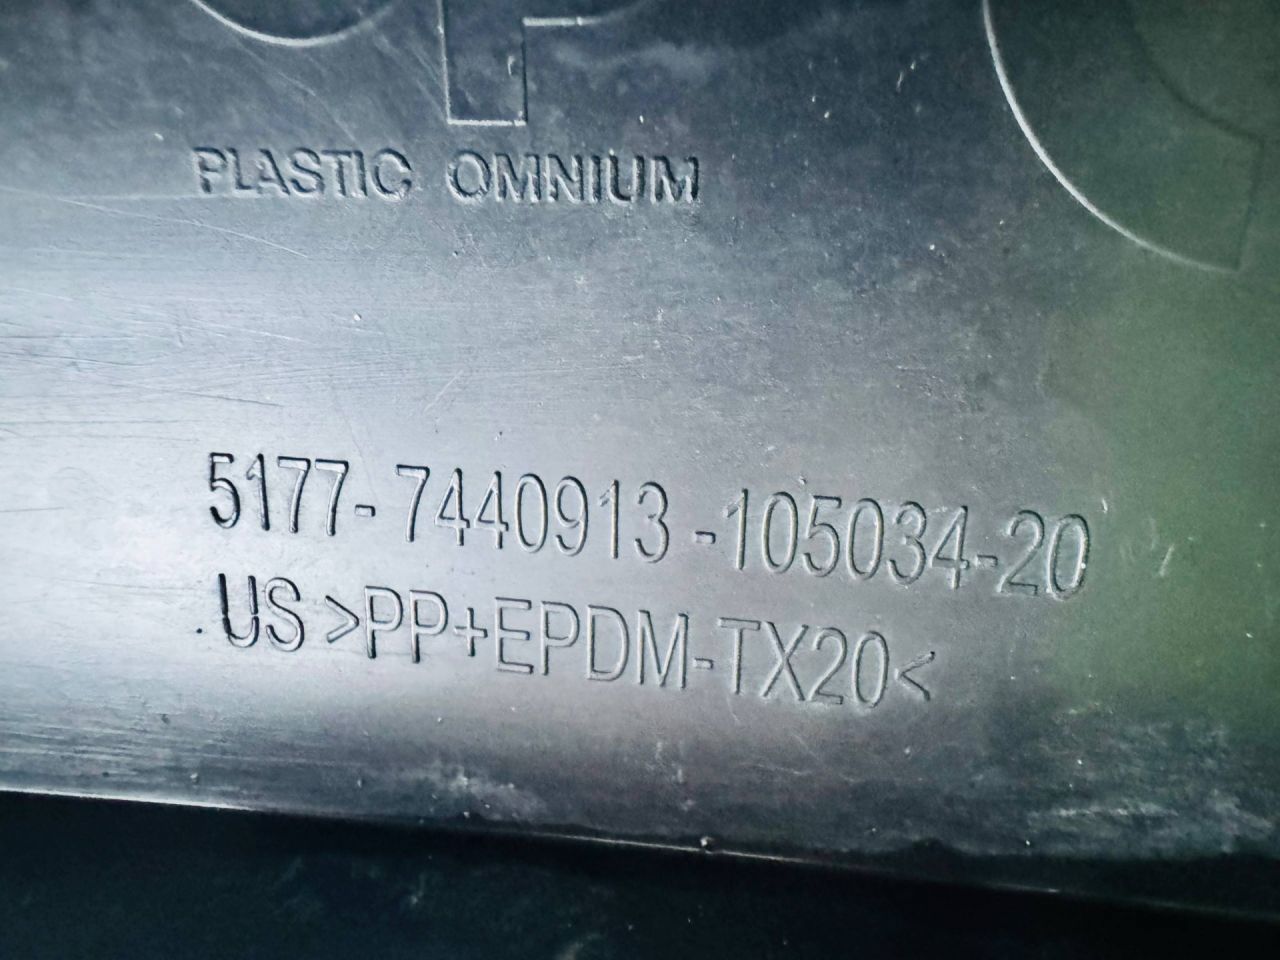 PLASTIC OMNIUM
5177-7440913-105034-20
US >PP+EPDM-TX20<